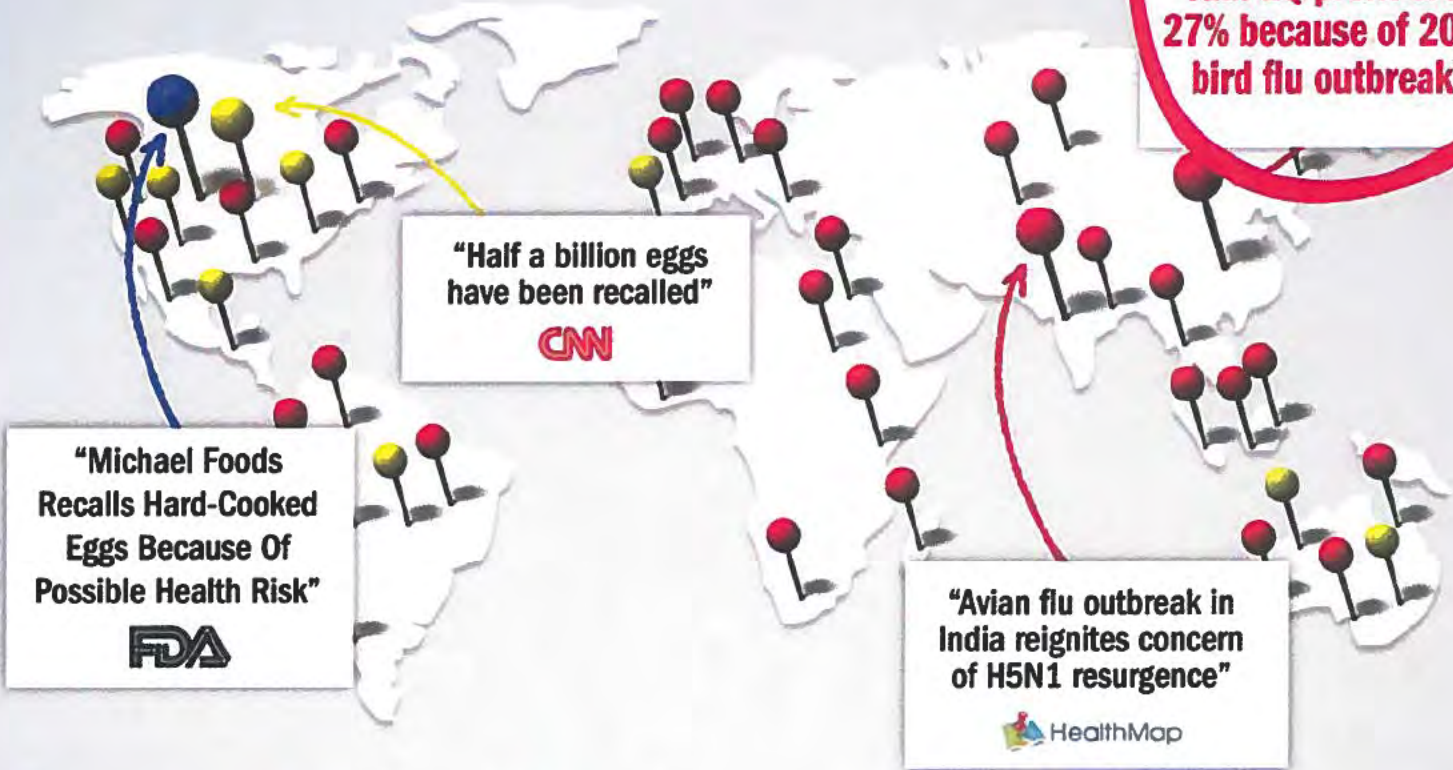 27% because of 20
bird flu outbreak
"Half a billion eggs
have been recalled"
CNN
"Michael Foods
Recalls Hard-Cooked
Eggs Because Of
Possible Health Risk"
FDA
"Avian flu outbreak in
India reignites concern
of H5N1 resurgence"
HealthMap